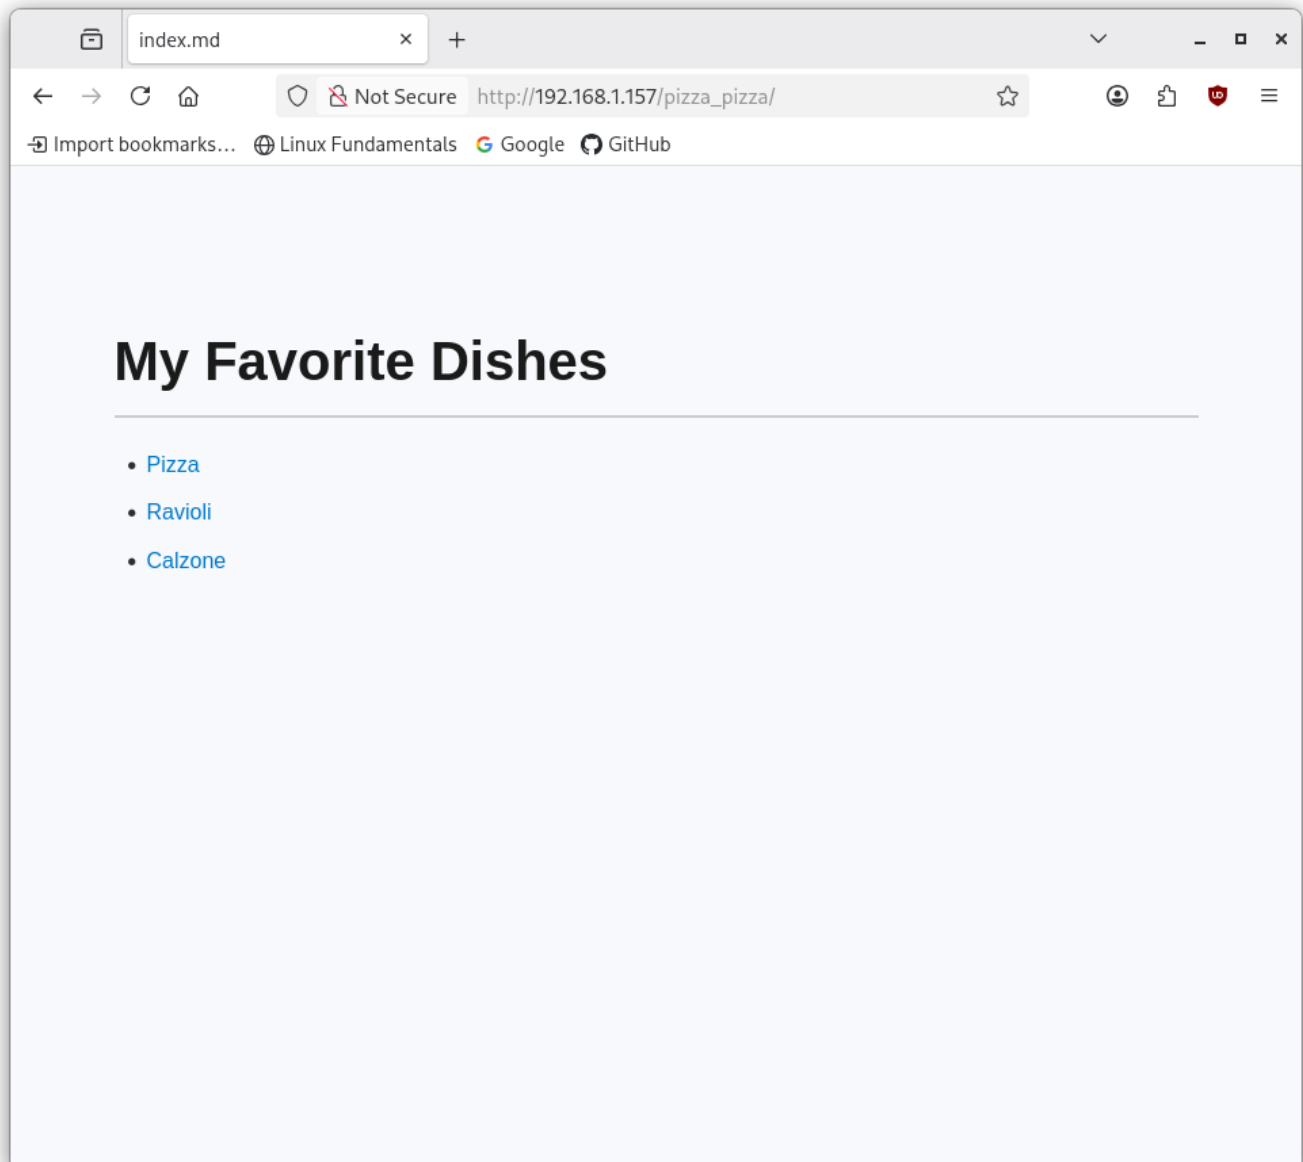 index.md
Not Secure http://192.168.1.157/pizza_pizza/
Import bookmarks... Linux Fundamentals Google GitHub
My Favorite Dishes
Pizza
Ravioli
Calzone